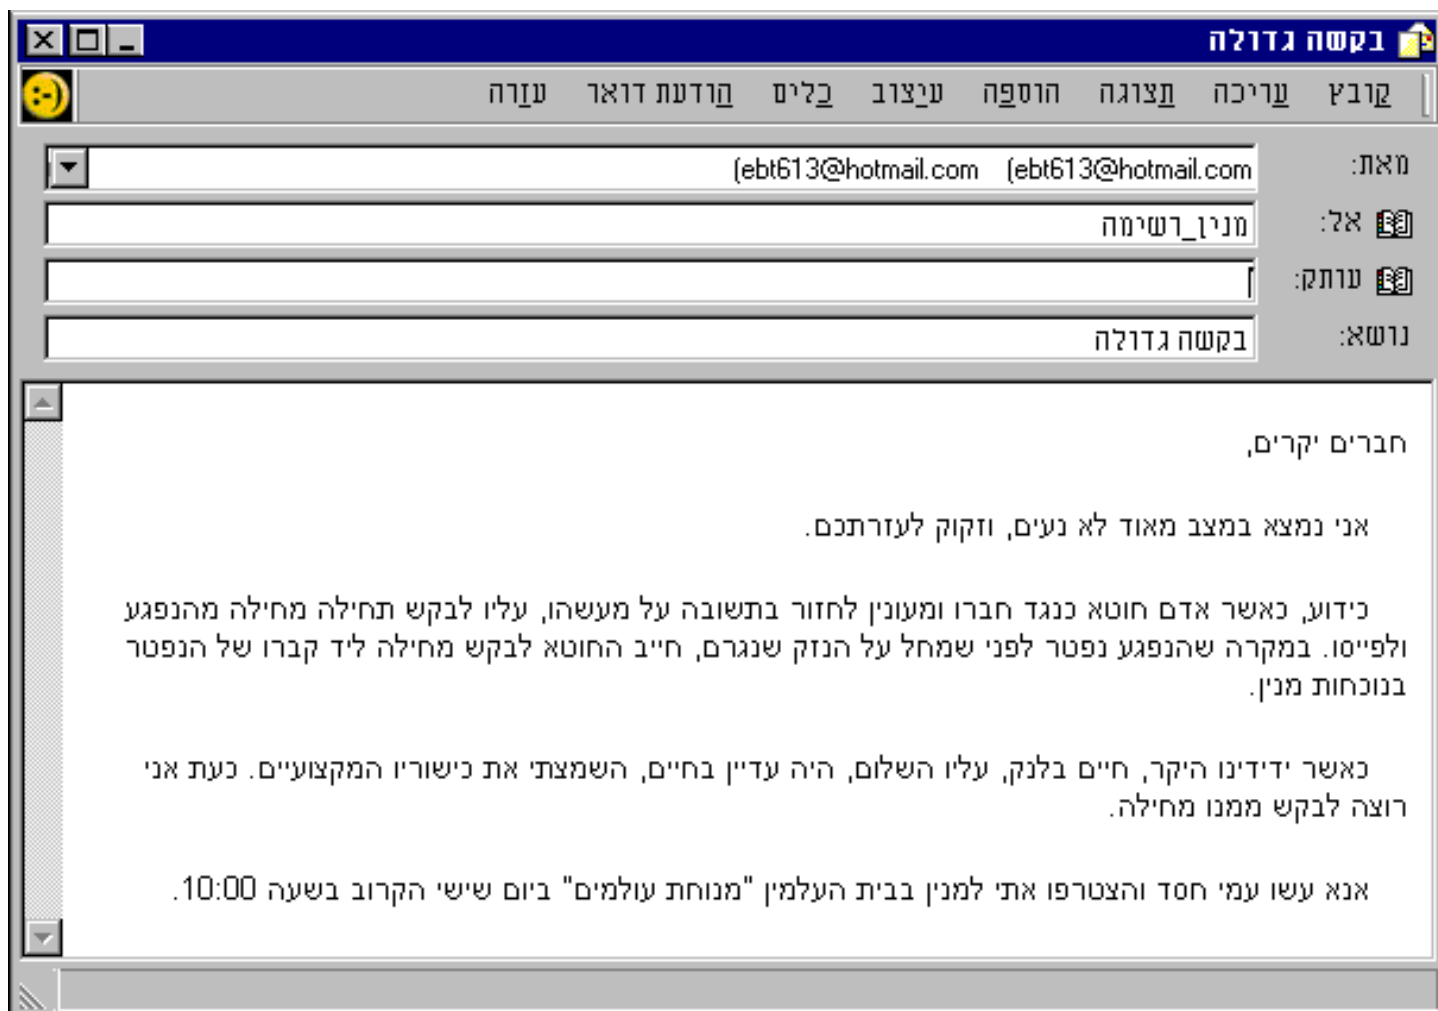 בקשה גדולה
קובץ עריכה תצוגה הוספה עיצוב כלים הודעת דואר עזרה
מאת: (ebt613@hotmail.com (ebt613@hotmail.com
אל: מנין_רשימה
עותק:
נושא: בקשה גדולה
חברים יקרים,
אני נמצא במצב מאוד לא נעים, וזקוק לעזרתכם.
כידוע, כאשר אדם חוטא כנגד חברו ומעונין לחזור בתשובה על מעשהו, עליו לבקש תחילה מחילה מהנפגע
ולפייסו. במקרה שהנפגע נפטר לפני שמחל על הנזק שנגרם, חייב החוטא לבקש מחילה ליד קברו של הנפטר
בנוכחות מנין.
כאשר ידידינו היקר, חיים בלנק, עליו השלום, היה עדיין בחיים, השמצתי את כישוריו המקצועיים. כעת אני
רוצה לבקש ממנו מחילה.
אנא עשו עמי חסד והצטרפו אתי למנין בבית העלמין "מנוחת עולמים" ביום שישי הקרוב בשעה 10:00.